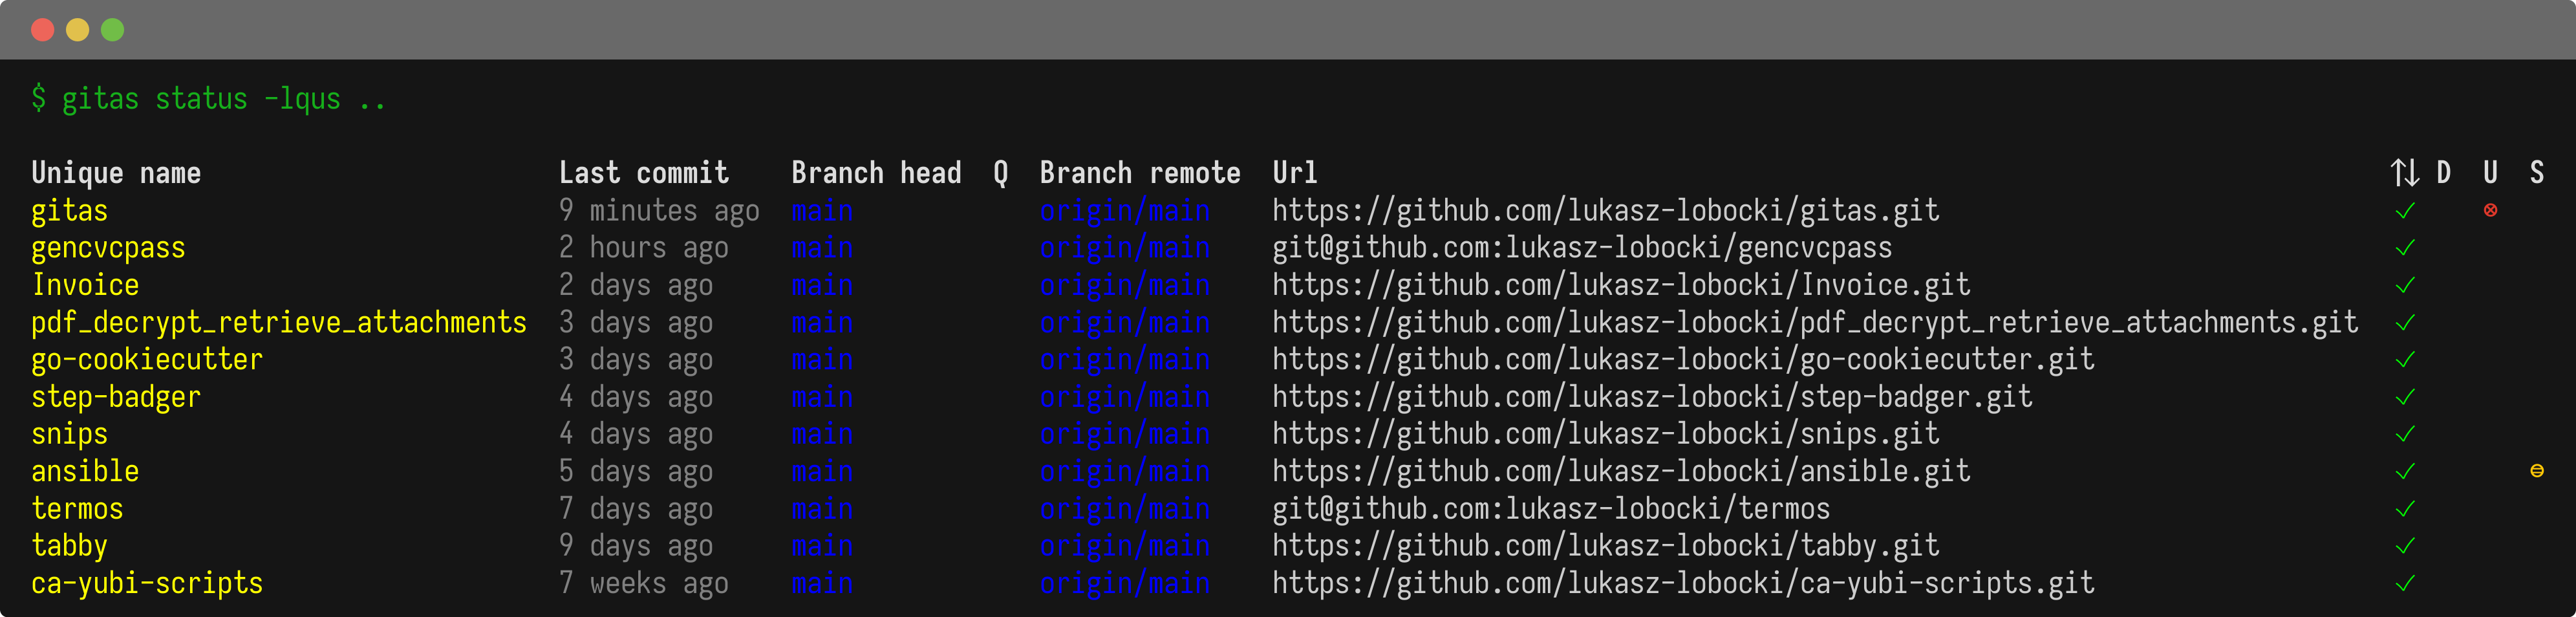 $ gitas status -lqus ..
Unique name Last commit Branch head Q Branch remote Url ↑↓ D U S
gitas 9 minutes ago main origin/main https://github.com/lukasz-lobocki/gitas.git ✓ ⊗
gencvcpass 2 hours ago main origin/main git@github.com:lukasz-lobocki/gencvcpass ✓
Invoice 2 days ago main origin/main https://github.com/lukasz-lobocki/Invoice.git ✓
pdf_decrypt_retrieve_attachments 3 days ago main origin/main https://github.com/lukasz-lobocki/pdf_decrypt_retrieve_attachments.git ✓
go-cookiecutter 3 days ago main origin/main https://github.com/lukasz-lobocki/go-cookiecutter.git ✓
step-badger 4 days ago main origin/main https://github.com/lukasz-lobocki/step-badger.git ✓
snips 4 days ago main origin/main https://github.com/lukasz-lobocki/snips.git ✓
ansible 5 days ago main origin/main https://github.com/lukasz-lobocki/ansible.git ✓ ⊜
termos 7 days ago main origin/main git@github.com:lukasz-lobocki/termos ✓
tabby 9 days ago main origin/main https://github.com/lukasz-lobocki/tabby.git ✓
ca-yubi-scripts 7 weeks ago main origin/main https://github.com/lukasz-lobocki/ca-yubi-scripts.git ✓